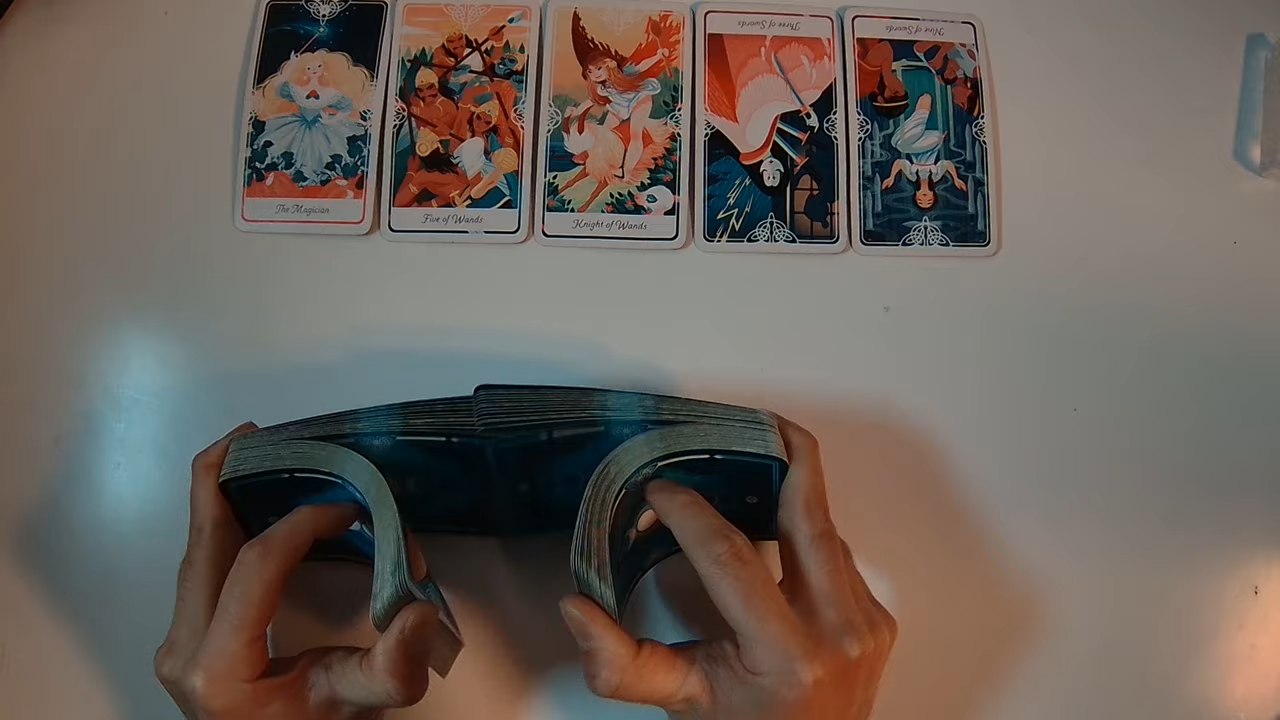 The Magician
Five of Wands
Knight of Wands
Three of Swords
Nine of Swords